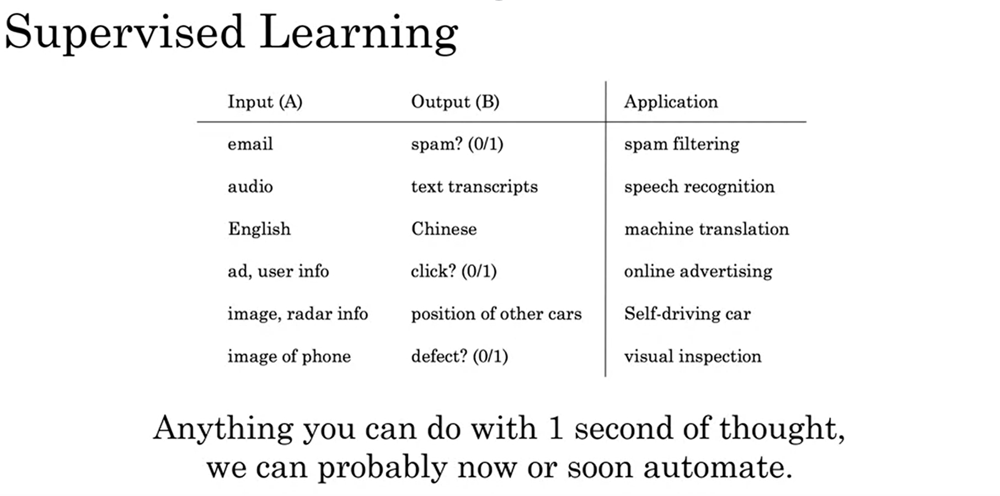 Supervised Learning
Input (A) Output (B) Application
email spam? (0/1) spam filtering
audio text transcripts speech recognition
English Chinese machine translation
ad, user info click? (0/1) online advertising
image, radar info position of other cars Self-driving car
image of phone defect? (0/1) visual inspection
Anything you can do with 1 second of thought,
we can probably now or soon automate.